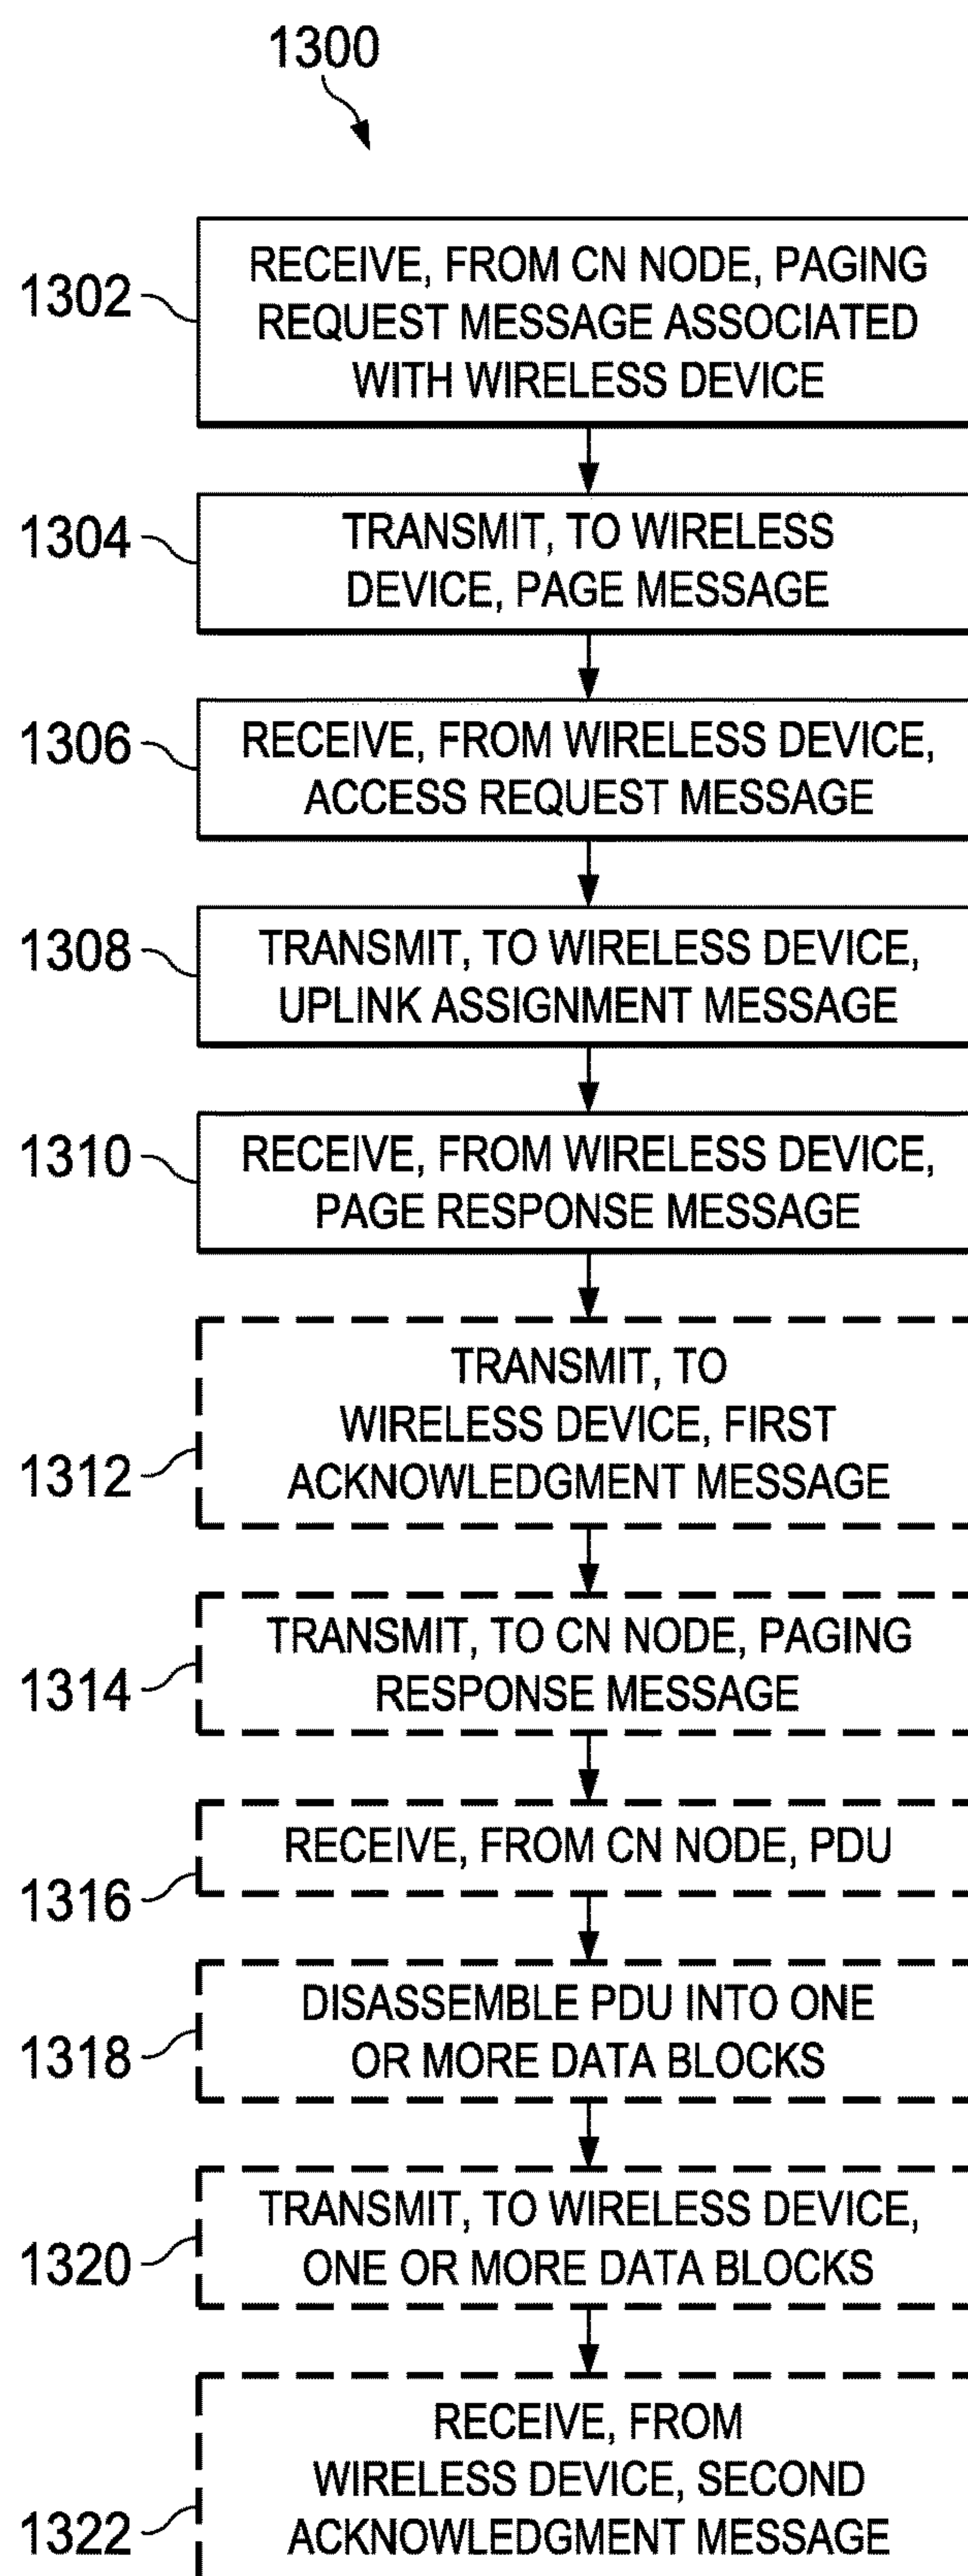 1300
1302
RECEIVE, FROM CN NODE, PAGING
REQUEST MESSAGE ASSOCIATED
WITH WIRELESS DEVICE
1304
TRANSMIT, TO WIRELESS
DEVICE, PAGE MESSAGE
1306
RECEIVE, FROM WIRELESS DEVICE,
ACCESS REQUEST MESSAGE
1308
TRANSMIT, TO WIRELESS DEVICE,
UPLINK ASSIGNMENT MESSAGE
1310
RECEIVE, FROM WIRELESS DEVICE,
PAGE RESPONSE MESSAGE
1312
TRANSMIT, TO
WIRELESS DEVICE, FIRST
ACKNOWLEDGMENT MESSAGE
1314
TRANSMIT, TO CN NODE, PAGING
RESPONSE MESSAGE
1316
RECEIVE, FROM CN NODE, PDU
1318
DISASSEMBLE PDU INTO ONE
OR MORE DATA BLOCKS
1320
TRANSMIT, TO WIRELESS DEVICE,
ONE OR MORE DATA BLOCKS
1322
RECEIVE, FROM
WIRELESS DEVICE, SECOND
ACKNOWLEDGMENT MESSAGE